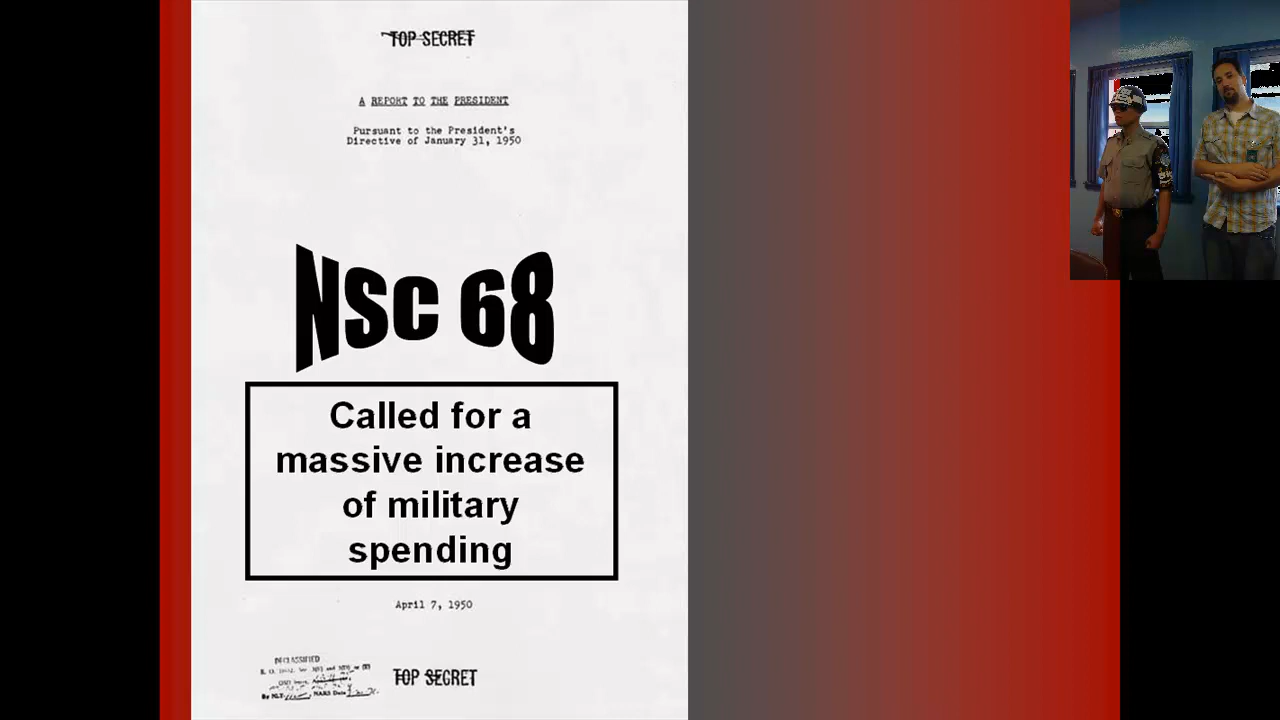 TOP SECRET
A REPORT TO THE PRESIDENT
Pursuant to the President's
Directive of January 31, 1950
NSC 68
Called for a
massive increase
of military
spending
April 7, 1950
DECLASSIFIED
TOP SECRET